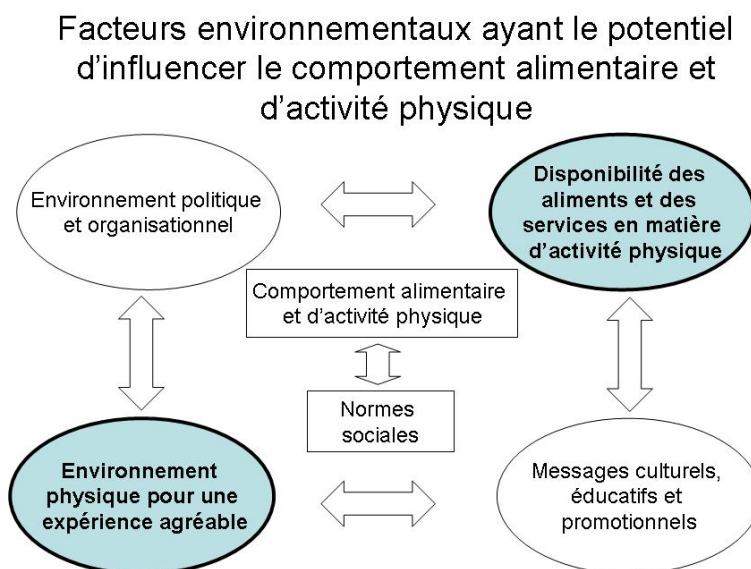 Facteurs environnementaux ayant le potentiel
d'influencer le comportement alimentaire et
d'activité physique
Environnement politique
et organisationnel
Disponibilité des
aliments et des
services en matière
d'activité physique
Comportement alimentaire
et d'activité physique
Normes
sociales
Environnement
physique pour une
expérience agréable
Messages culturels,
éducatifs et
promotionnels